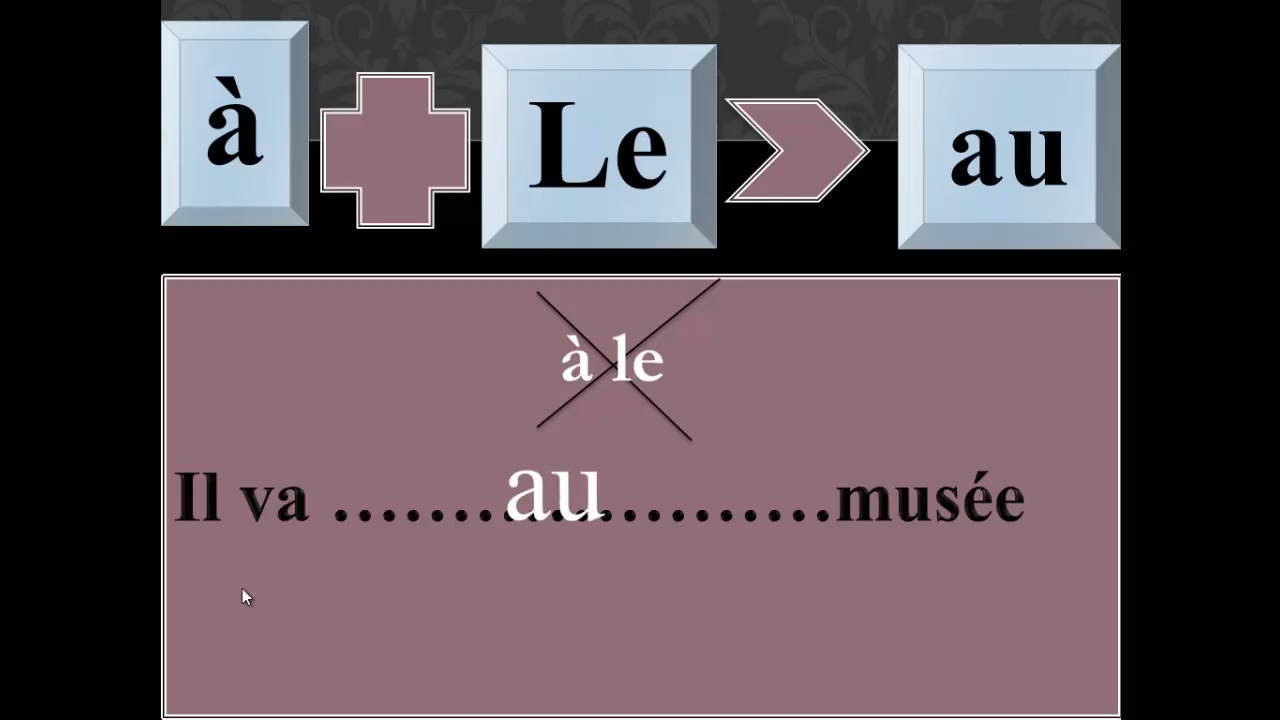 à Le au
à le
Il va ........au..........musée